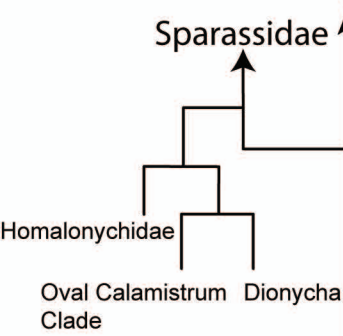 Sparassidae
Homalonychidae
Oval Calamistrum Dionycha
Clade